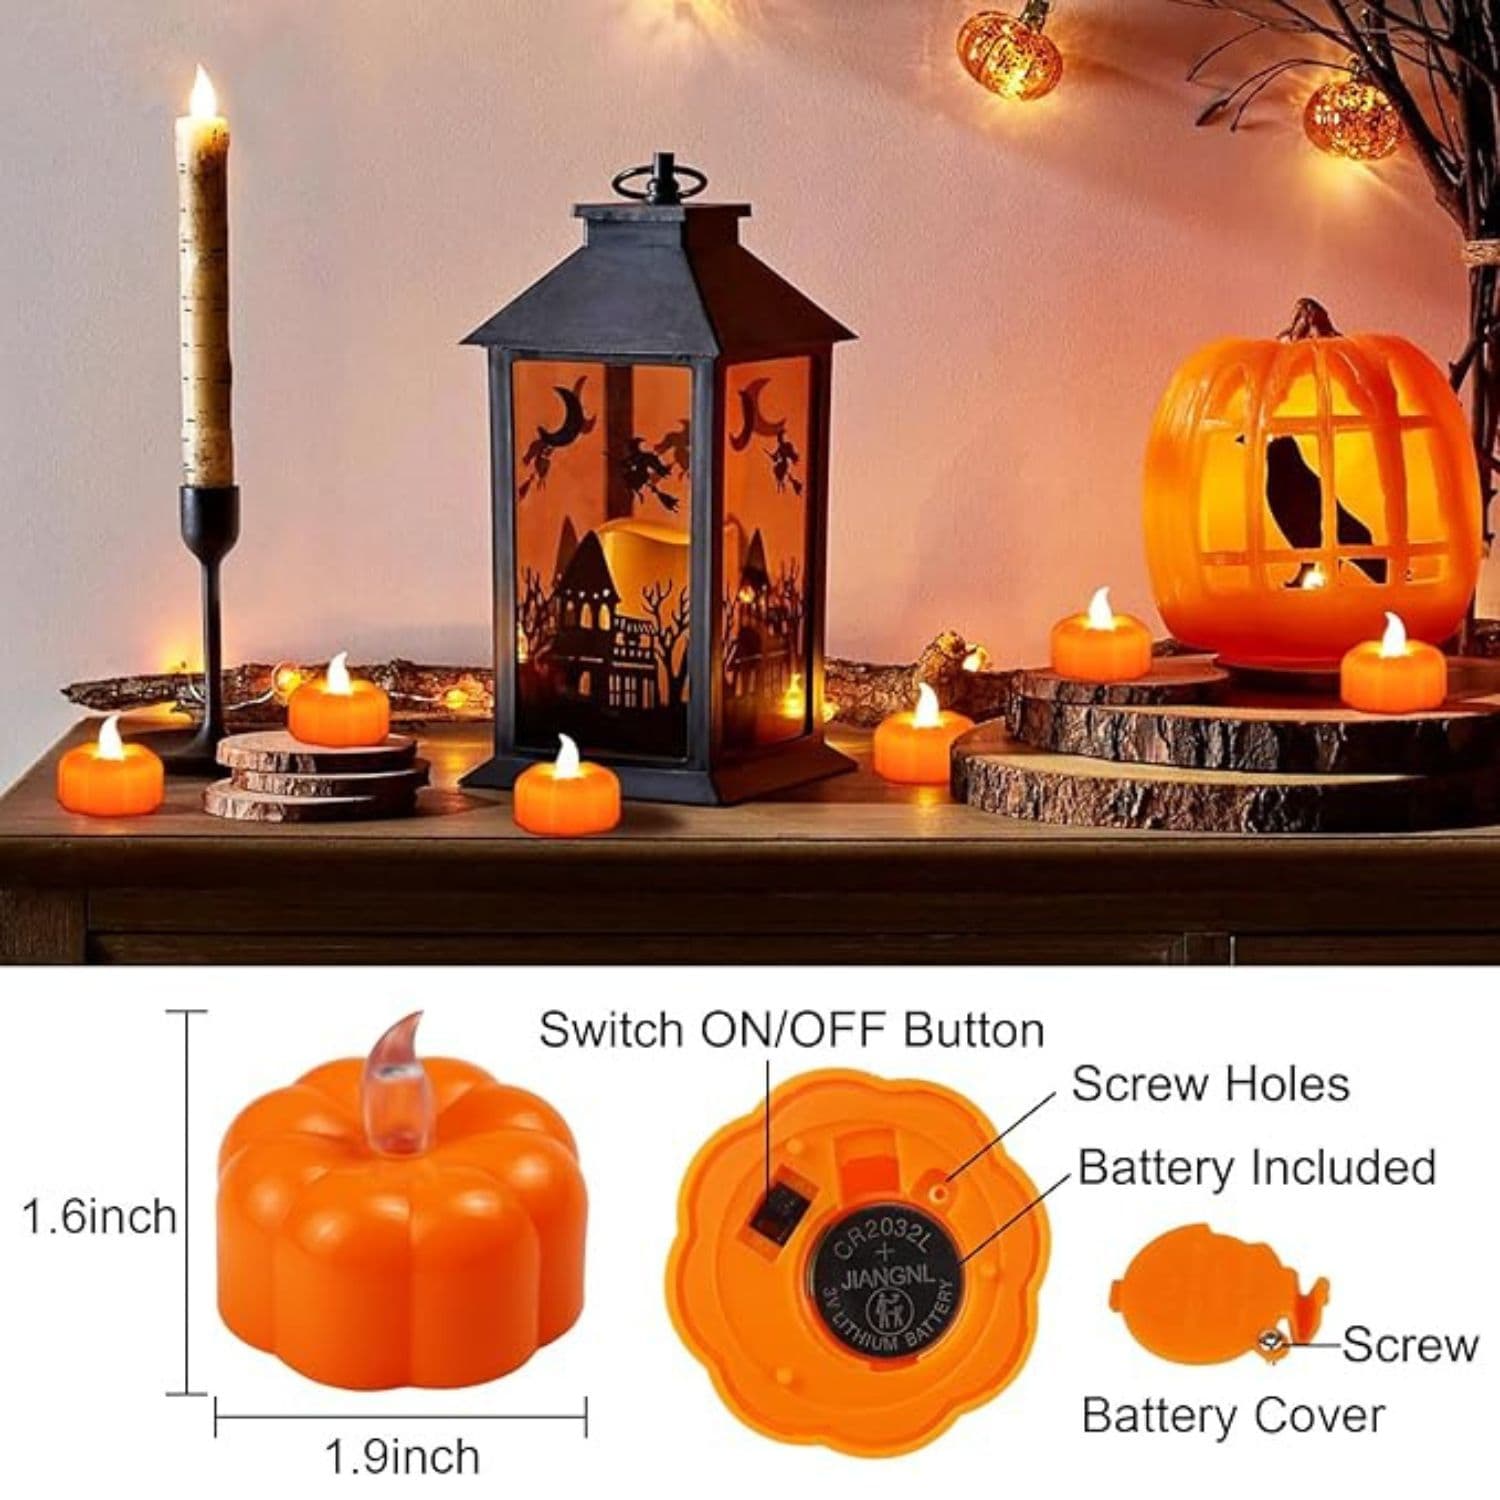 Switch ON/OFF Button
Screw Holes
Battery Included
1.6inch
CR2032L
+
JIANGNL
3V LITHIUM BATTERY
Screw
Battery Cover
1.9inch